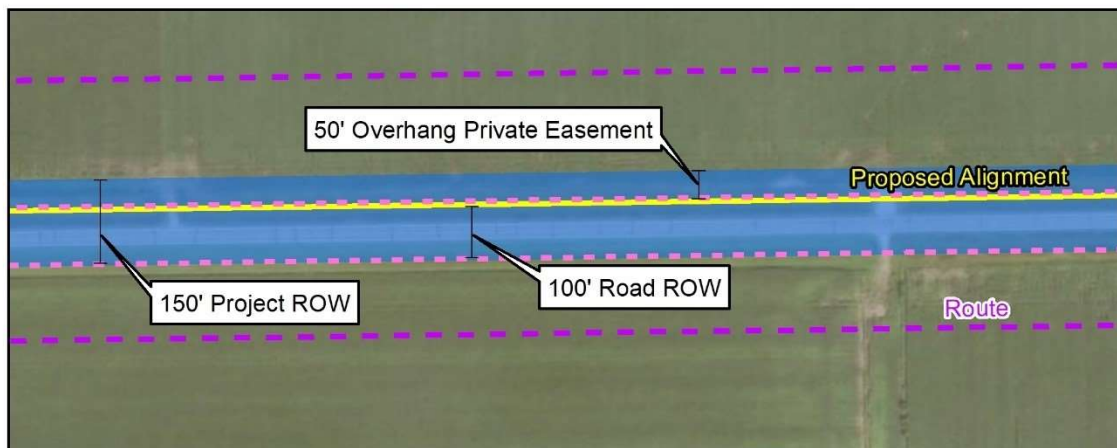 50' Overhang Private Easement
Proposed Alignment
150' Project ROW
100' Road ROW
Route